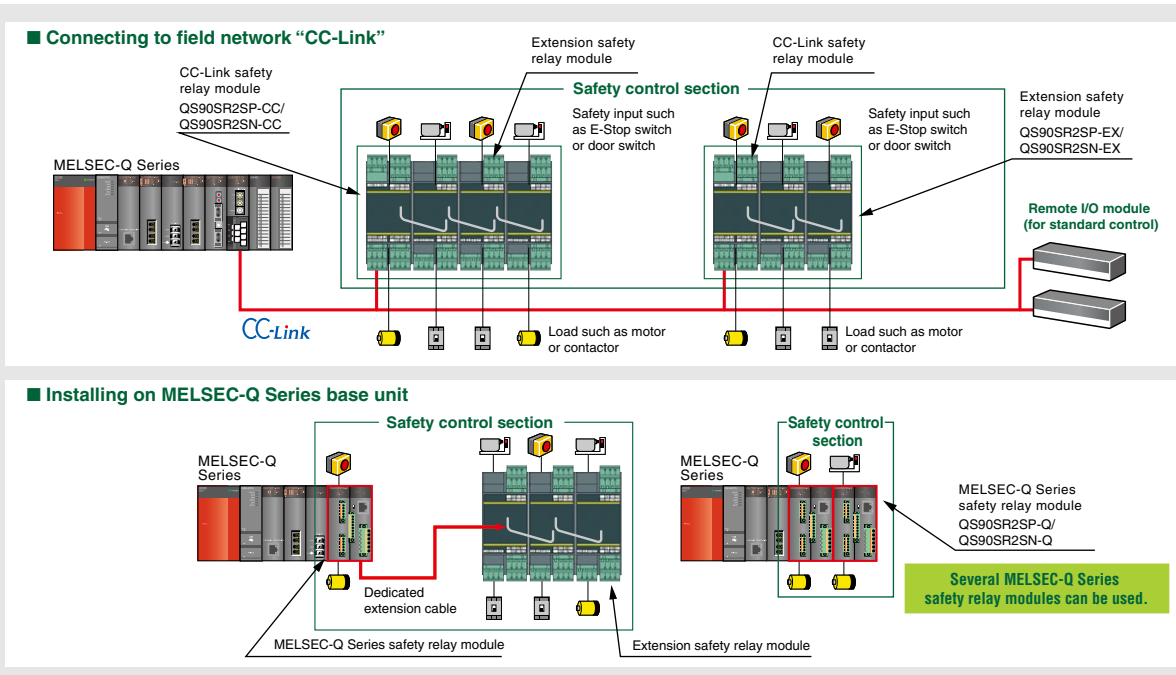 ■ Connecting to field network “CC-Link”
CC-Link safety
relay module
QS90SR2SP-CC/
QS90SR2SN-CC
MELSEC-Q Series
Extension safety
relay module
CC-Link safety
relay module
Safety control section
Safety input such
as E-Stop switch
or door switch
Safety input such
as E-Stop switch
or door switch
Extension safety
relay module
QS90SR2SP-EX/
QS90SR2SN-EX
Remote I/O module
(for standard control)
CC-Link
Load such as motor
or contactor
Load such as motor
or contactor
■ Installing on MELSEC-Q Series base unit
Safety control section
MELSEC-Q
Series
Dedicated
extension cable
MELSEC-Q Series safety relay module
Extension safety relay module
Safety control
section
MELSEC-Q
Series
MELSEC-Q Series
safety relay module
QS90SR2SP-Q/
QS90SR2SN-Q
Several MELSEC-Q Series
safety relay modules can be used.